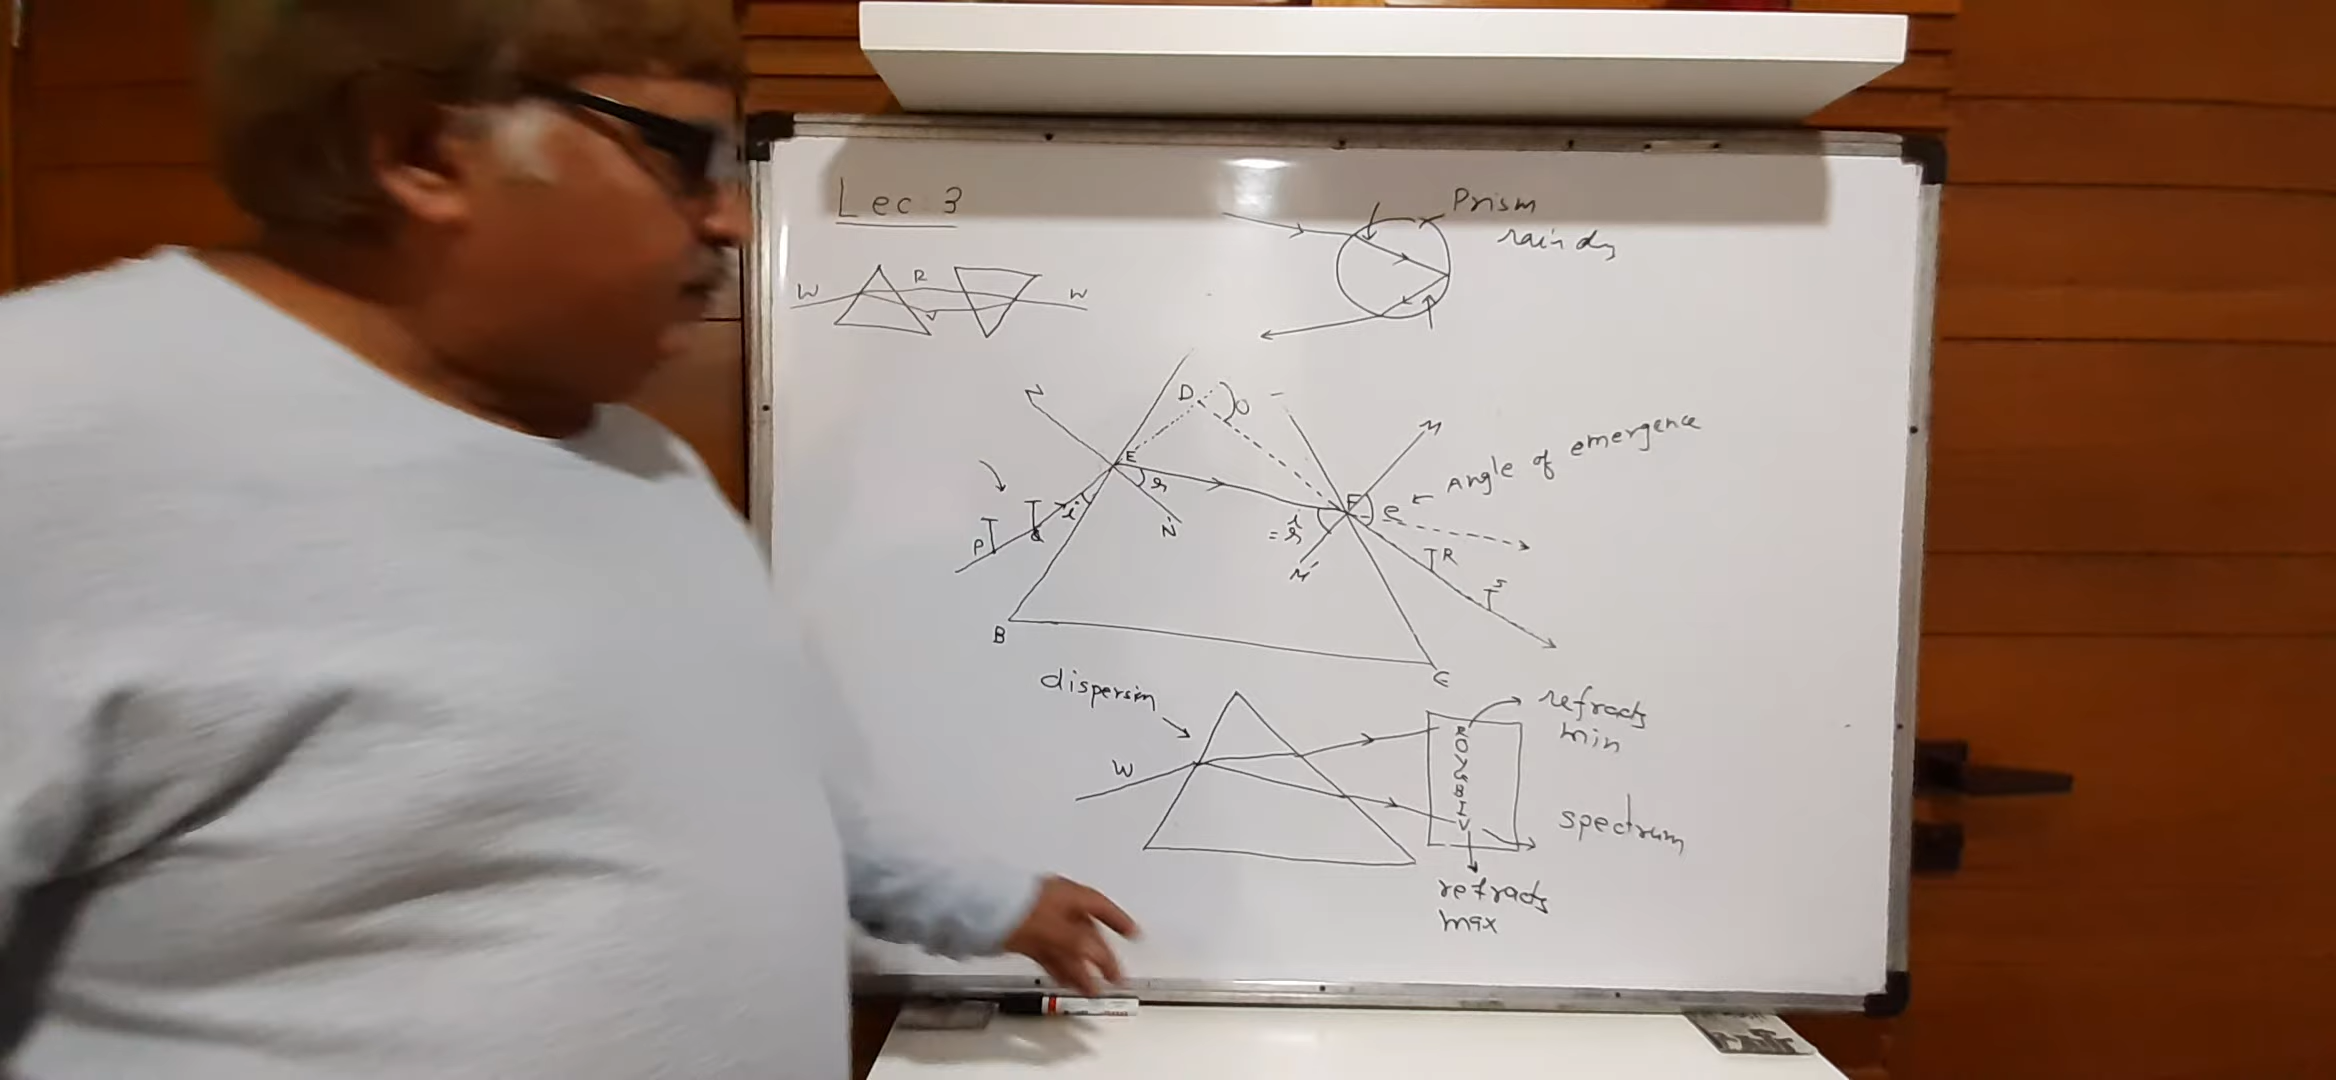 Lec 3
Prism
W
R
V
W
N
D
M
Angle of emergence
E
r
F
e
i
P
Q
N'
M'
R
S
B
C
dispersion
refracts
min
W
R
O
Y
G
B
I
V
spectrum
refracts
max